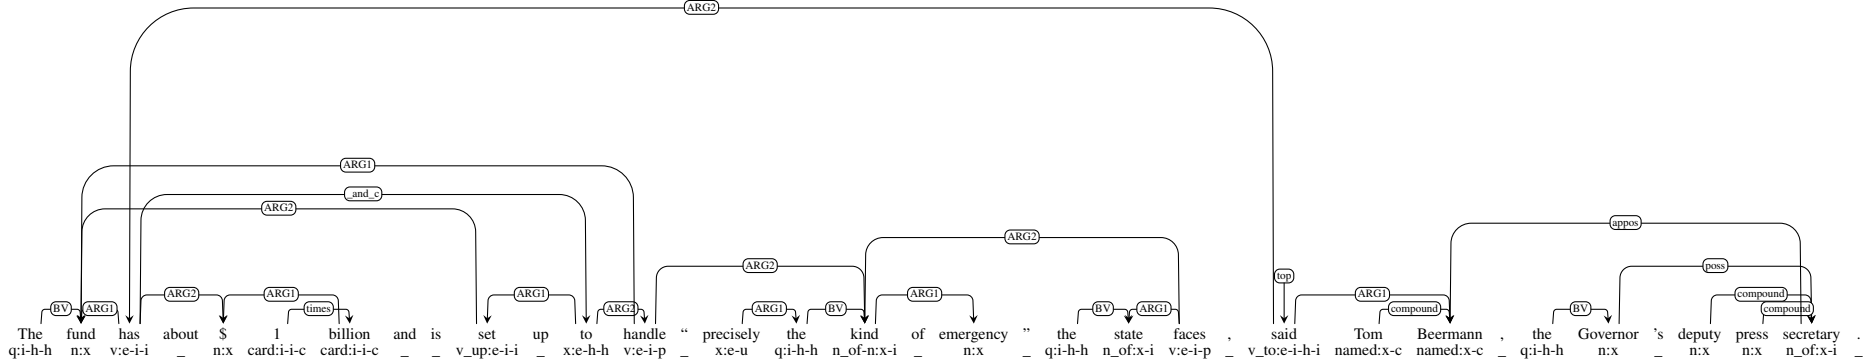 ARG2
ARG1
_and_c
ARG2
appos
ARG2
ARG2 poss
top
ARG2 ARG1 ARG1 ARG1 ARG1 compound
BV ARG1 times ARG2 ARG1 BV BV ARG1 compound BV compound
The fund has about $ 1 billion and is set up to handle “ precisely the kind of emergency ” the state faces , said Tom Beermann , the Governor 's deputy press secretary .
q:i-h-h n:x v:e-i-i _ n:x card:i-i-c card:i-i-c _ _ v_up:e-i-i _ x:e-h-h v:e-i-p _ x:e-u q:i-h-h n_of-n:x-i _ n:x _ q:i-h-h n_of:x-i v:e-i-p _ v_to:e-i-h-i named:x-c named:x-c _ q:i-h-h n:x _ n:x n:x n_of:x-i _